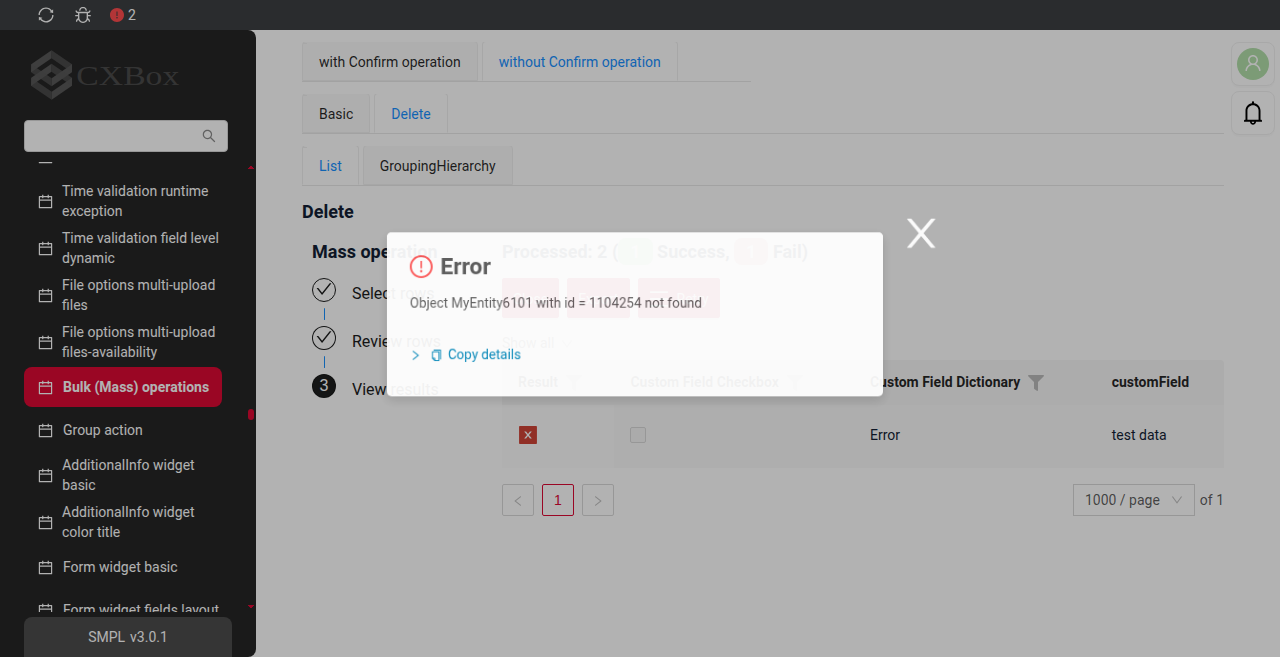 2
CXBox
Time validation runtime
exception
Time validation field level
dynamic
File options multi-upload
files
File options multi-upload
files-availability
Bulk (Mass) operations
Group action
AdditionalInfo widget
basic
AdditionalInfo widget
color title
Form widget basic
Form widget fields layout
SMPL v3.0.1
with Confirm operation
without Confirm operation
Basic
Delete
List
GroupingHierarchy
Delete
Mass operation
Select rows
Review rows
3
View results
Processed: 2 ( Success, Fail)
Show all
Error
Object MyEntity6101 with id = 1104254 not found
Copy details
Result
Custom Field Checkbox
Custom Field Dictionary
customField
Error
test data
< 1 >
1000 / page
of 1